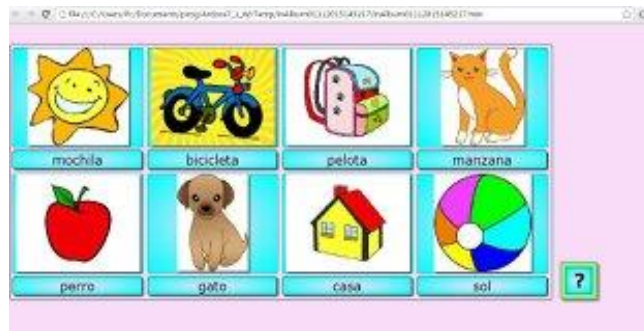 mochila bicicleta pelota manzana
perro gato casa sol
?